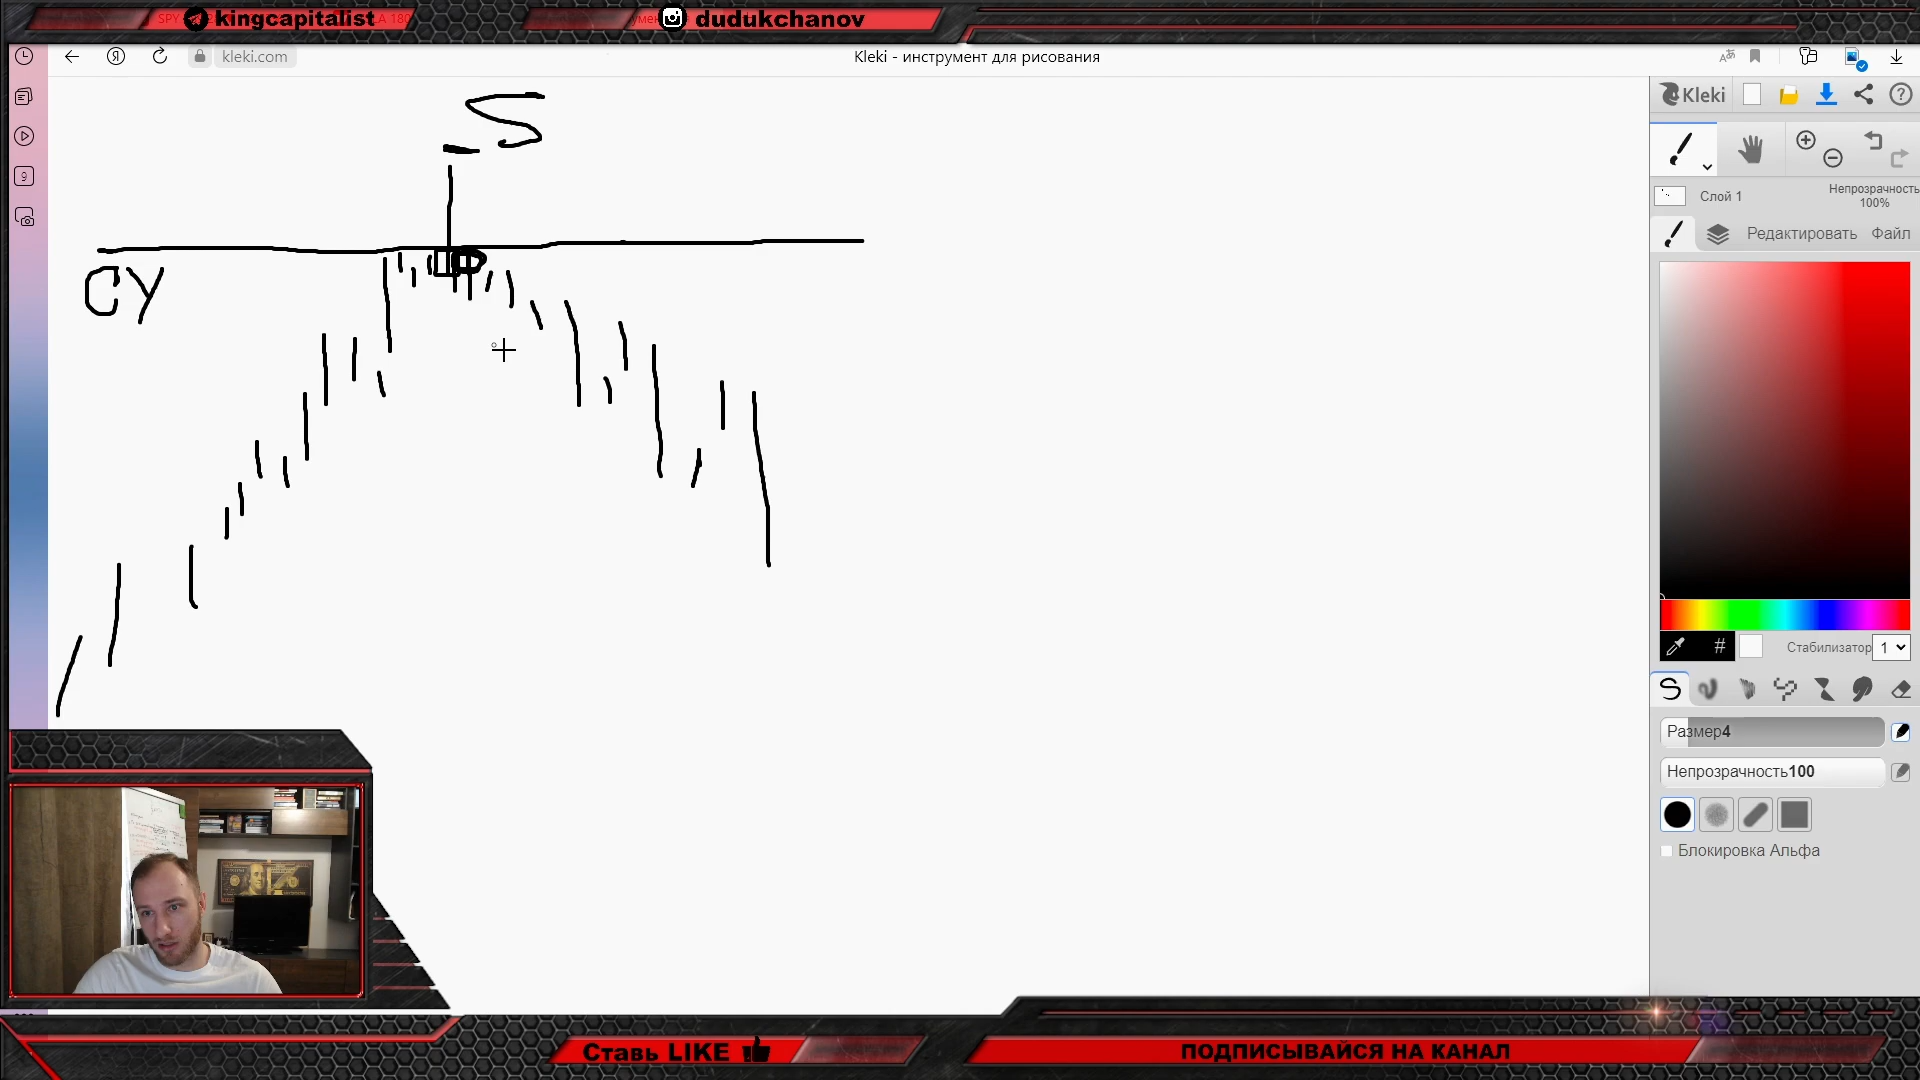 kingcapitalist
dudukchanov
kleki.com
Kleki - инструмент для рисования
Kleki
Слой 1
Непрозрачность
100%
Редактировать Файл
# Стабилизатор 1
Размер4
Непрозрачность100
Блокировка Альфа
S
СУ
9
Ставь LIKE
ПОДПИСЫВАЙСЯ НА КАНАЛ